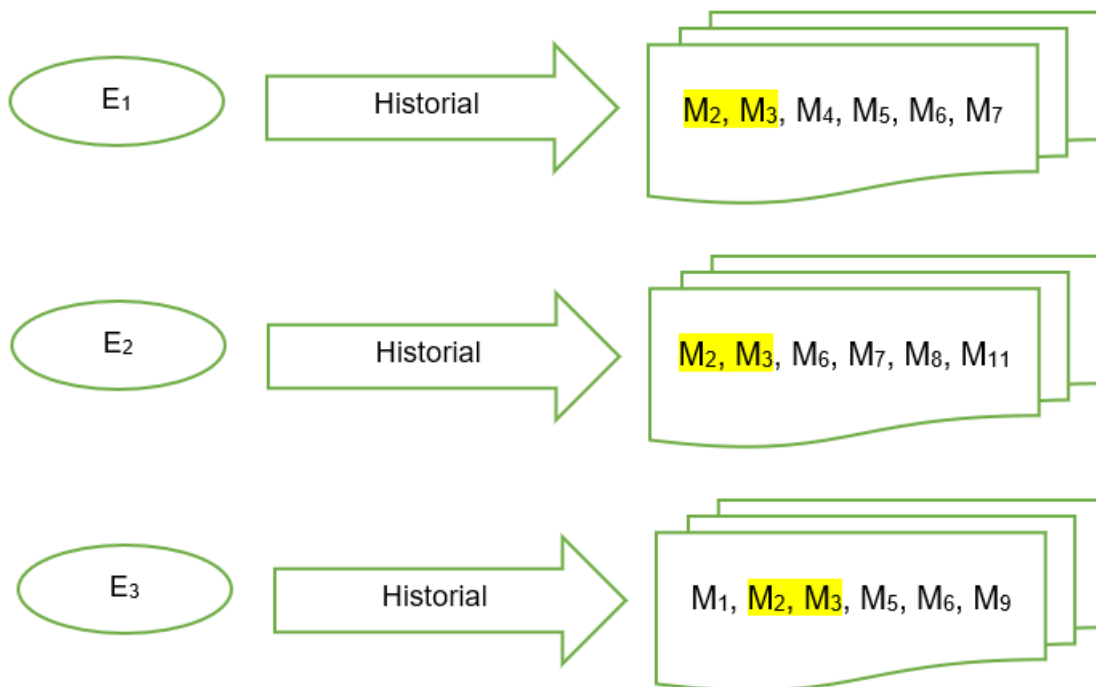 E₁ Historial M₂, M₃, M₄, M₅, M₆, M₇
E₂ Historial M₂, M₃, M₆, M₇, M₈, M₁₁
E₃ Historial M₁, M₂, M₃, M₅, M₆, M₉